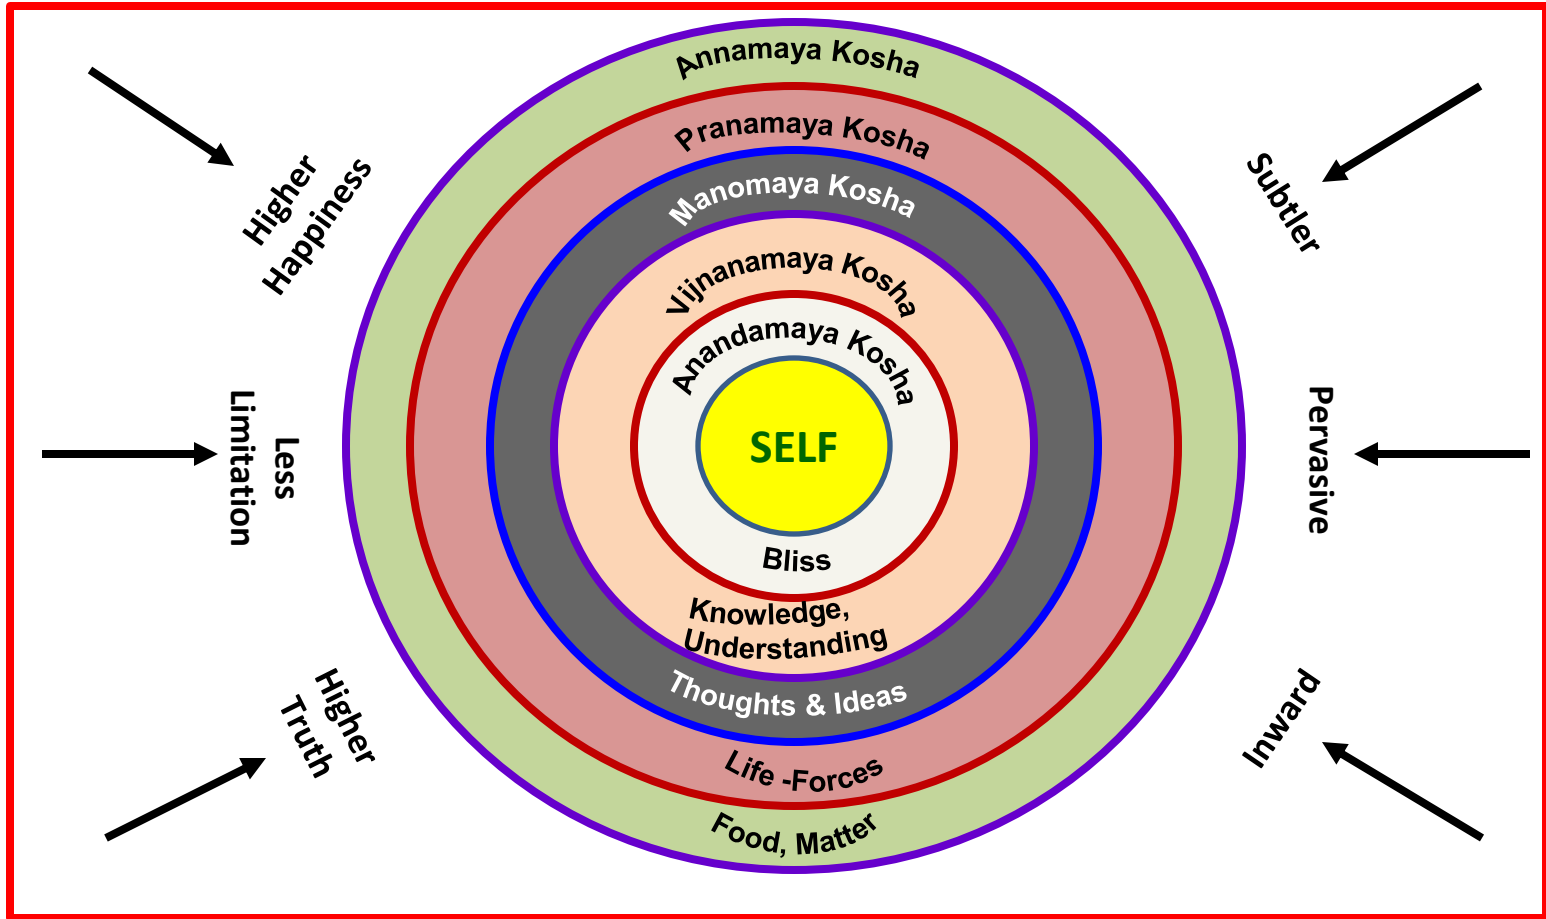 Annamaya Kosha
Pranamaya Kosha
Manomaya Kosha
Vijnanamaya Kosha
Anandamaya Kosha
SELF
Bliss
Knowledge,
Understanding
Thoughts & Ideas
Life -Forces
Food, Matter
Higher
Happiness
Less
Limitation
Higher
Truth
Subtler
Pervasive
Inward